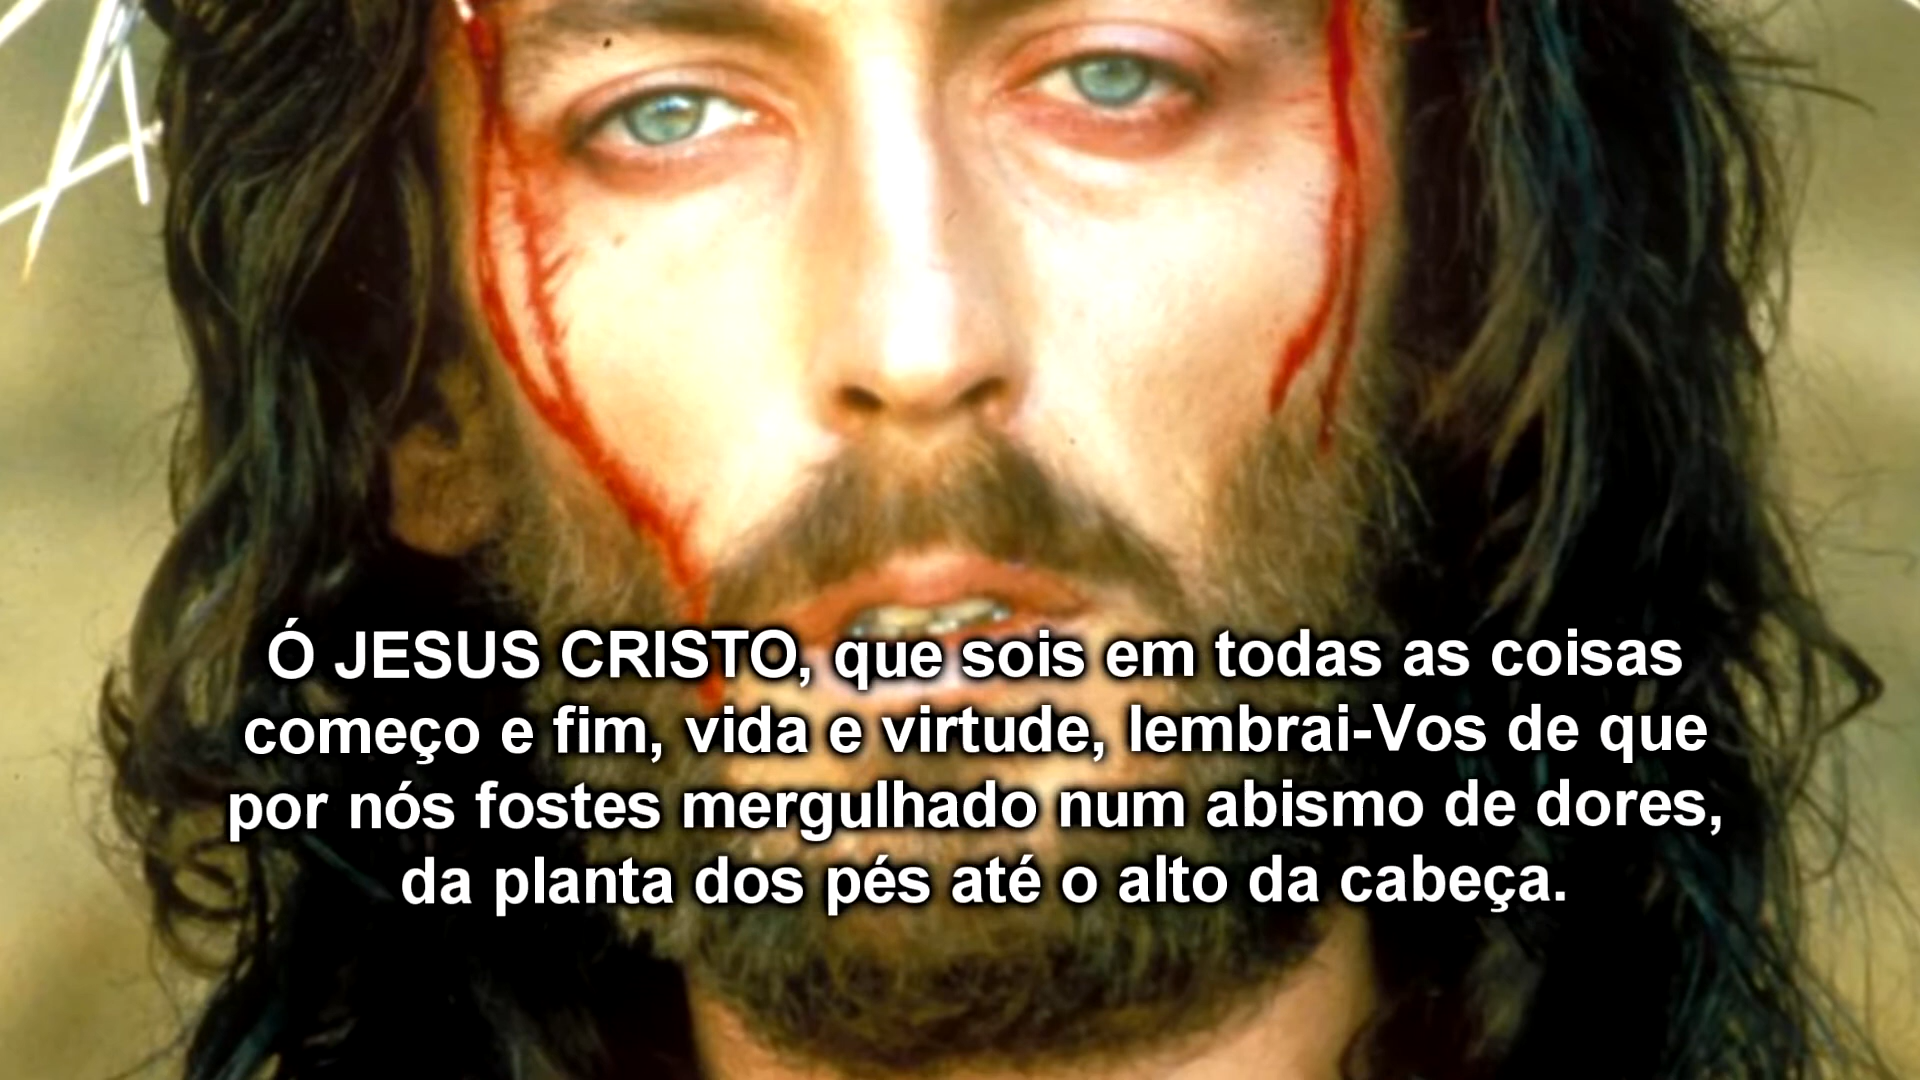 Ó JESUS CRISTO, que sois em todas as coisas
começo e fim, vida e virtude, lembrai-Vos de que
por nós fostes mergulhado num abismo de dores,
da planta dos pés até o alto da cabeça.